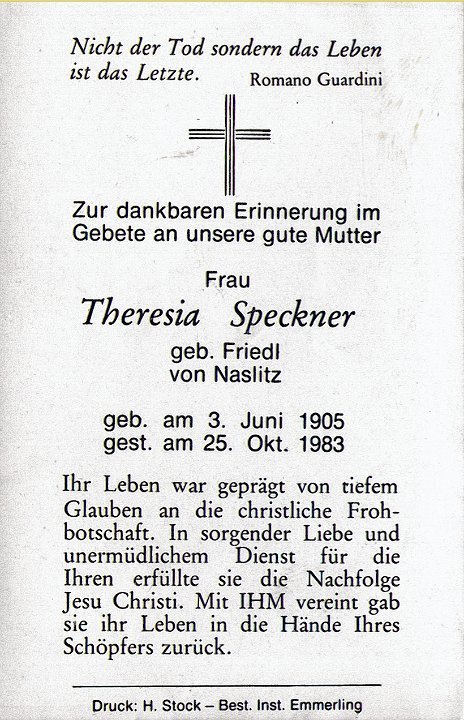 Nicht der Tod sondern das Leben
ist das Letzte. Romano Guardini
Zur dankbaren Erinnerung im
Gebete an unsere gute Mutter
Frau
Theresia Speckner
geb. Friedl
von Naslitz
geb. am 3. Juni 1905
gest. am 25. Okt. 1983
Ihr Leben war geprägt von tiefem
Glauben an die christliche Froh-
botschaft. In sorgender Liebe und
unermüdlichem Dienst für die
Ihren erfüllte sie die Nachfolge
Jesu Christi. Mit IHM vereint gab
sie ihr Leben in die Hände Ihres
Schöpfers zurück.
Druck: H. Stock – Best. Inst. Emmerling